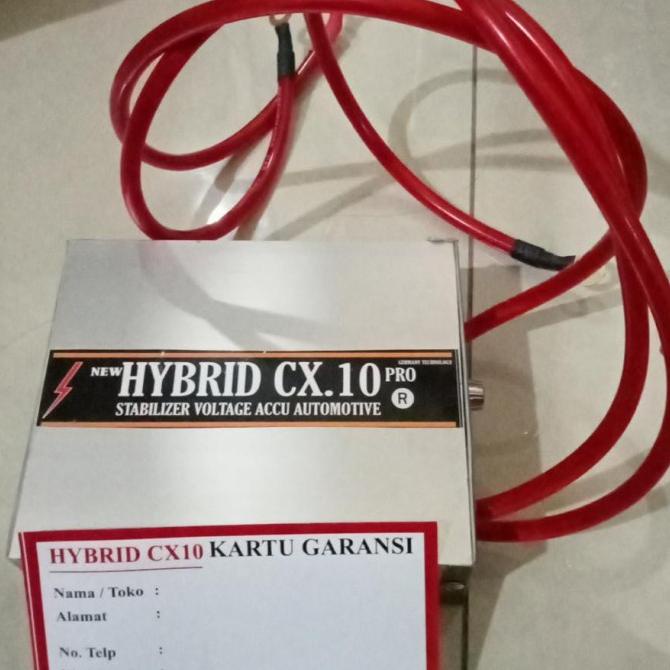 GERMANY TECHNOLOGY
NEW HYBRID CX.10 PRO
STABILIZER VOLTAGE ACCU AUTOMOTIVE R
HYBRID CX10 KARTU GARANSI
Nama / Toko :
Alamat :
No. Telp :